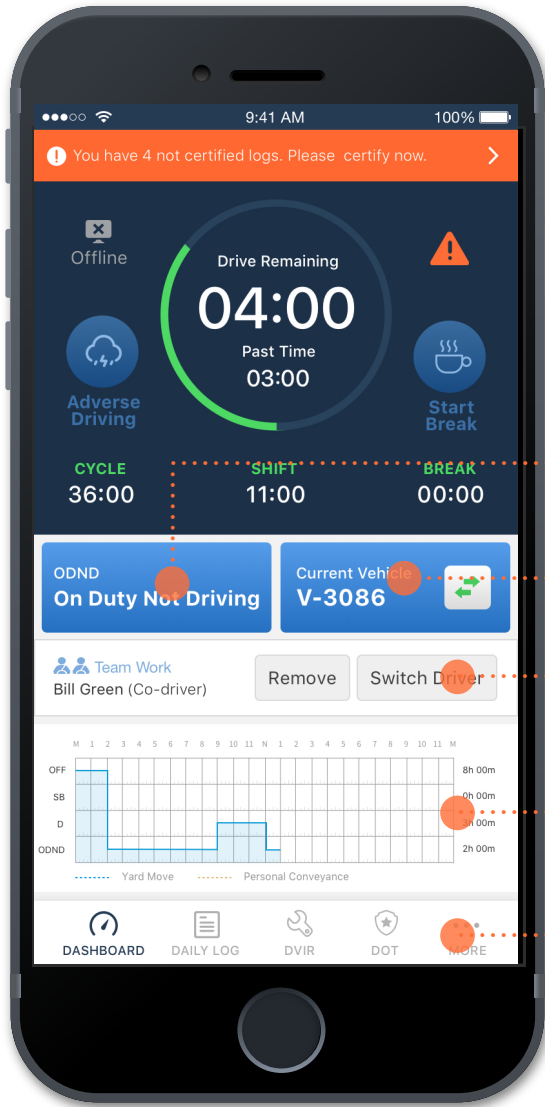 9:41 AM
100%
You have 4 not certified logs. Please certify now.
Offline
Drive Remaining
04:00
Past Time
03:00
Adverse
Driving
Start
Break
CYCLE
SHIFT
BREAK
36:00
11:00
00:00
ODND
On Duty Not Driving
Current Vehicle
V-3086
Team Work
Bill Green (Co-driver)
Remove
Switch Driver
M 1 2 3 4 5 6 7 8 9 10 11 N 1 2 3 4 5 6 7 8 9 10 11 M
OFF 8h 00m
SB 0h 00m
D 3h 00m
ODND 2h 00m
Yard Move Personal Conveyance
DASHBOARD DAILY LOG DVIR DOT MORE